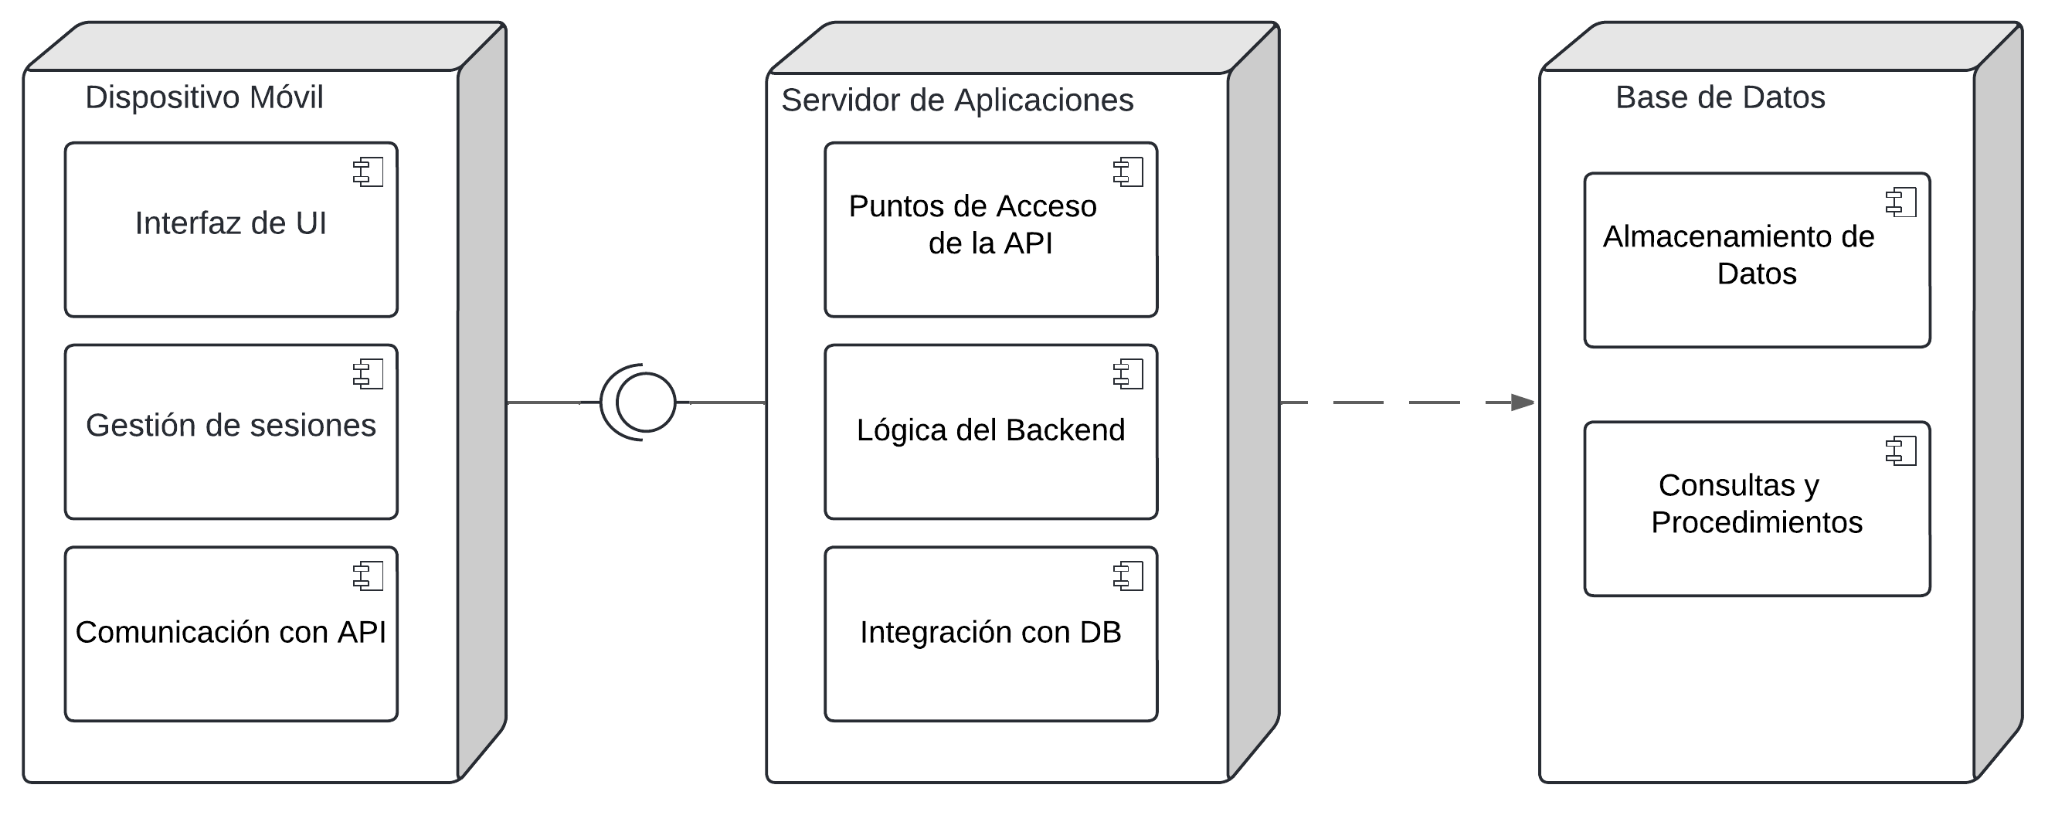 Dispositivo Móvil
Interfaz de UI
Gestión de sesiones
Comunicación con API
Servidor de Aplicaciones
Puntos de Acceso
de la API
Lógica del Backend
Integración con DB
Base de Datos
Almacenamiento de
Datos
Consultas y
Procedimientos